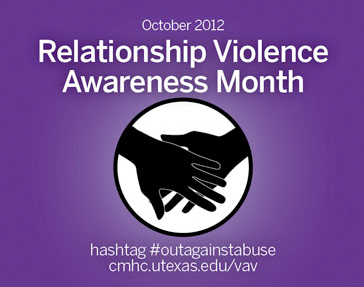 October 2012
Relationship Violence
Awareness Month
hashtag #outagainstabuse
cmhc.utexas.edu/vav